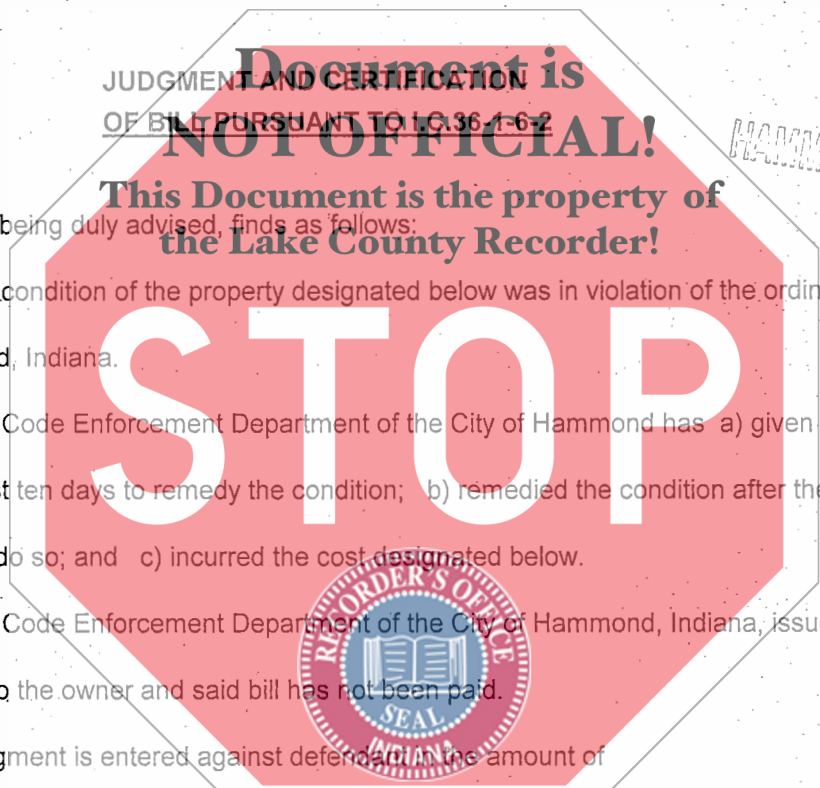 JUDGMENT AND CERTIFICATION
OF BILL PURSUANT TO I.C.36-1-6-2
Document is
NOT OFFICIAL!
This Document is the property of
the Lake County Recorder!
HAMM
being duly advised, finds as follows:
condition of the property designated below was in violation of the ordin
d, Indiana.
STOP
Code Enforcement Department of the City of Hammond has a) given
t ten days to remedy the condition; b) remedied the condition after the
do so; and c) incurred the cost designated below.
RECORDER'S OFFICE
SEAL
INDIANA
Code Enforcement Department of the City of Hammond, Indiana, issu
o the owner and said bill has not been paid.
gment is entered against defendant in the amount of